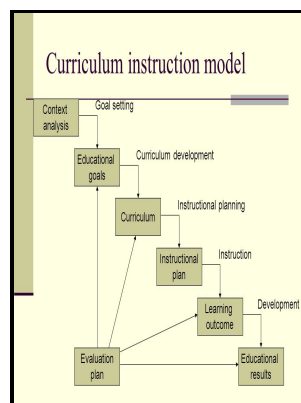 Curriculum instruction model
Context
analysis
Goal setting
Educational
goals
Curriculum development
Curriculum
Instructional planning
Instructional
plan
Instruction
Learning
outcome
Development
Evaluation
plan
Educational
results